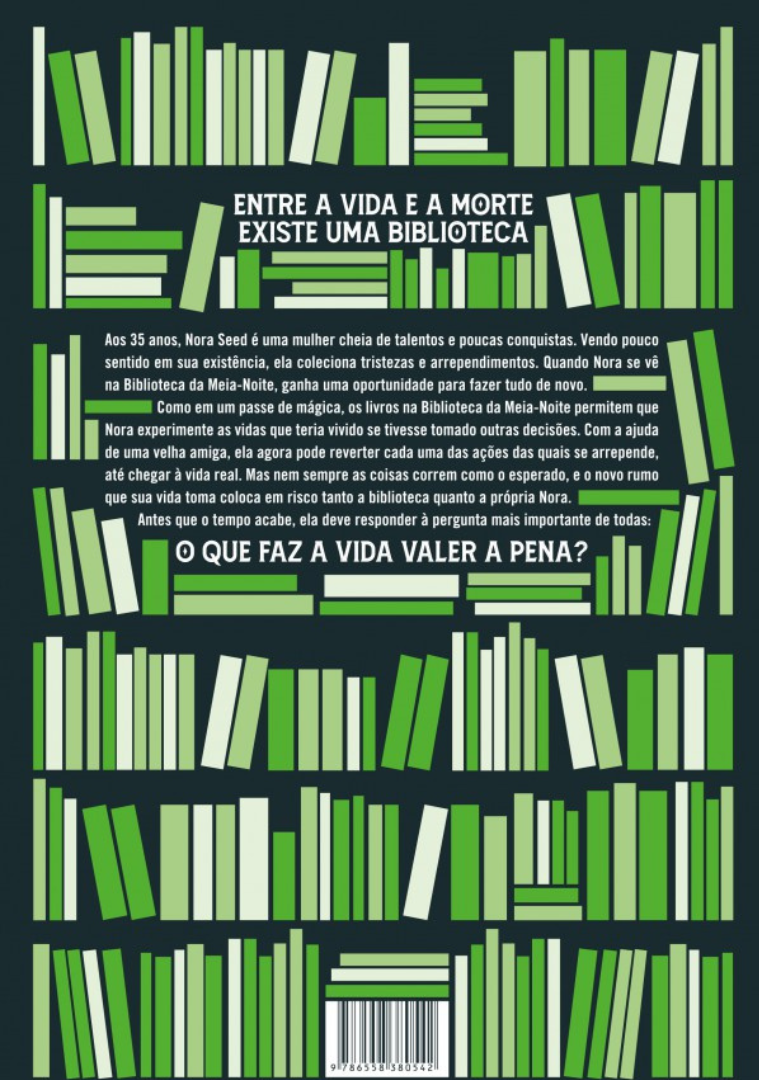 ENTRE A VIDA E A MORTE
EXISTE UMA BIBLIOTECA
Aos 35 anos, Nora Seed é uma mulher cheia de talentos e poucas conquistas. Vendo pouco
sentido em sua existência, ela coleciona tristezas e arrependimentos. Quando Nora se vê
na Biblioteca da Meia-Noite, ganha uma oportunidade para fazer tudo de novo.
Como em um passe de mágica, os livros na Biblioteca da Meia-Noite permitem que
Nora experimente as vidas que teria vivido se tivesse tomado outras decisões. Com a ajuda
de uma velha amiga, ela agora pode reverter cada uma das ações das quais se arrepende,
até chegar à vida real. Mas nem sempre as coisas correm como o esperado, e o novo rumo
que sua vida toma coloca em risco tanto a biblioteca quanto a própria Nora.
Antes que o tempo acabe, ela deve responder à pergunta mais importante de todas:
O QUE FAZ A VIDA VALER A PENA?
9 786558 380542